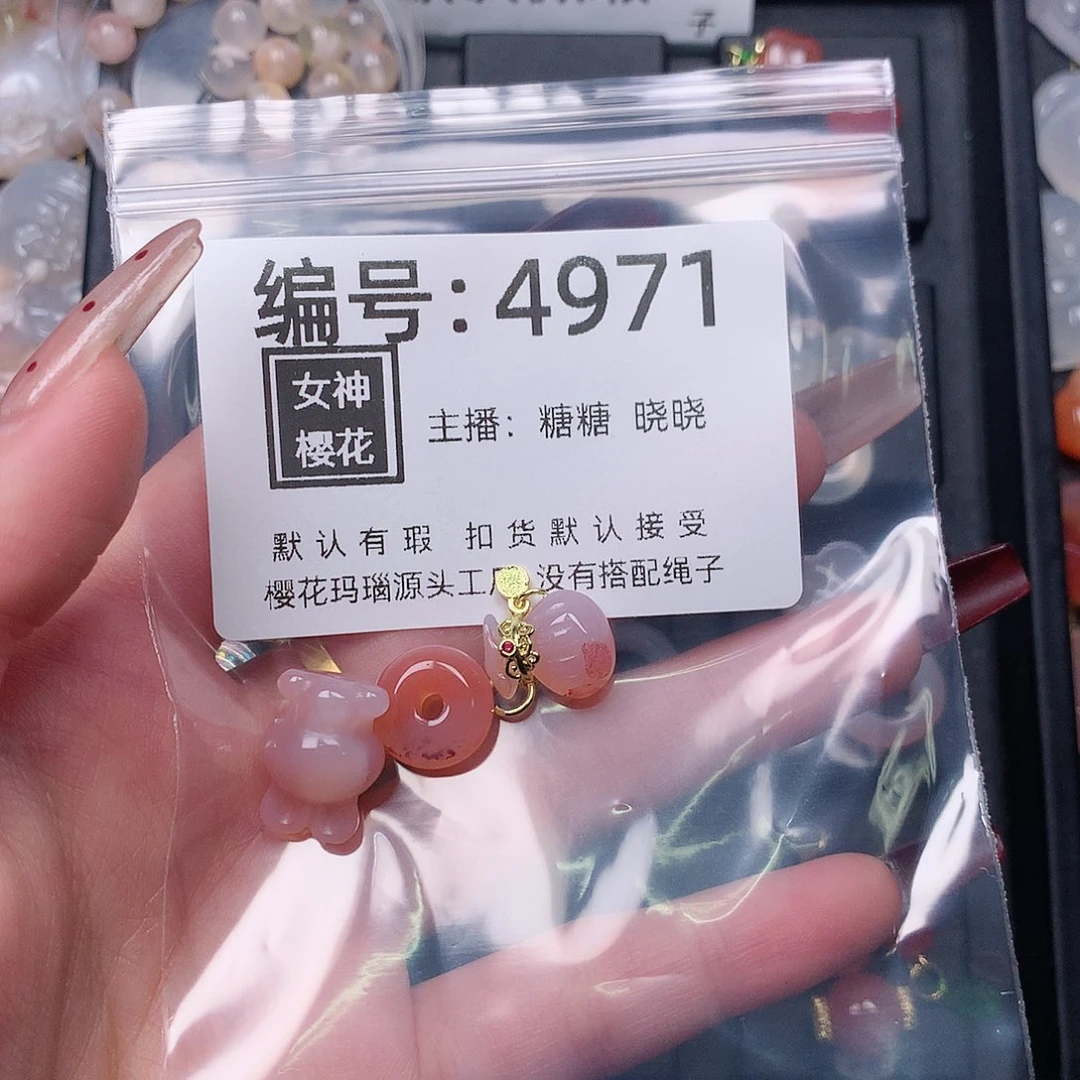 子
编号：4971
女神
樱花
主播：糖糖 晓晓
默认有瑕 扣货默认接受
樱花玛瑙源头工 没有搭配绳子